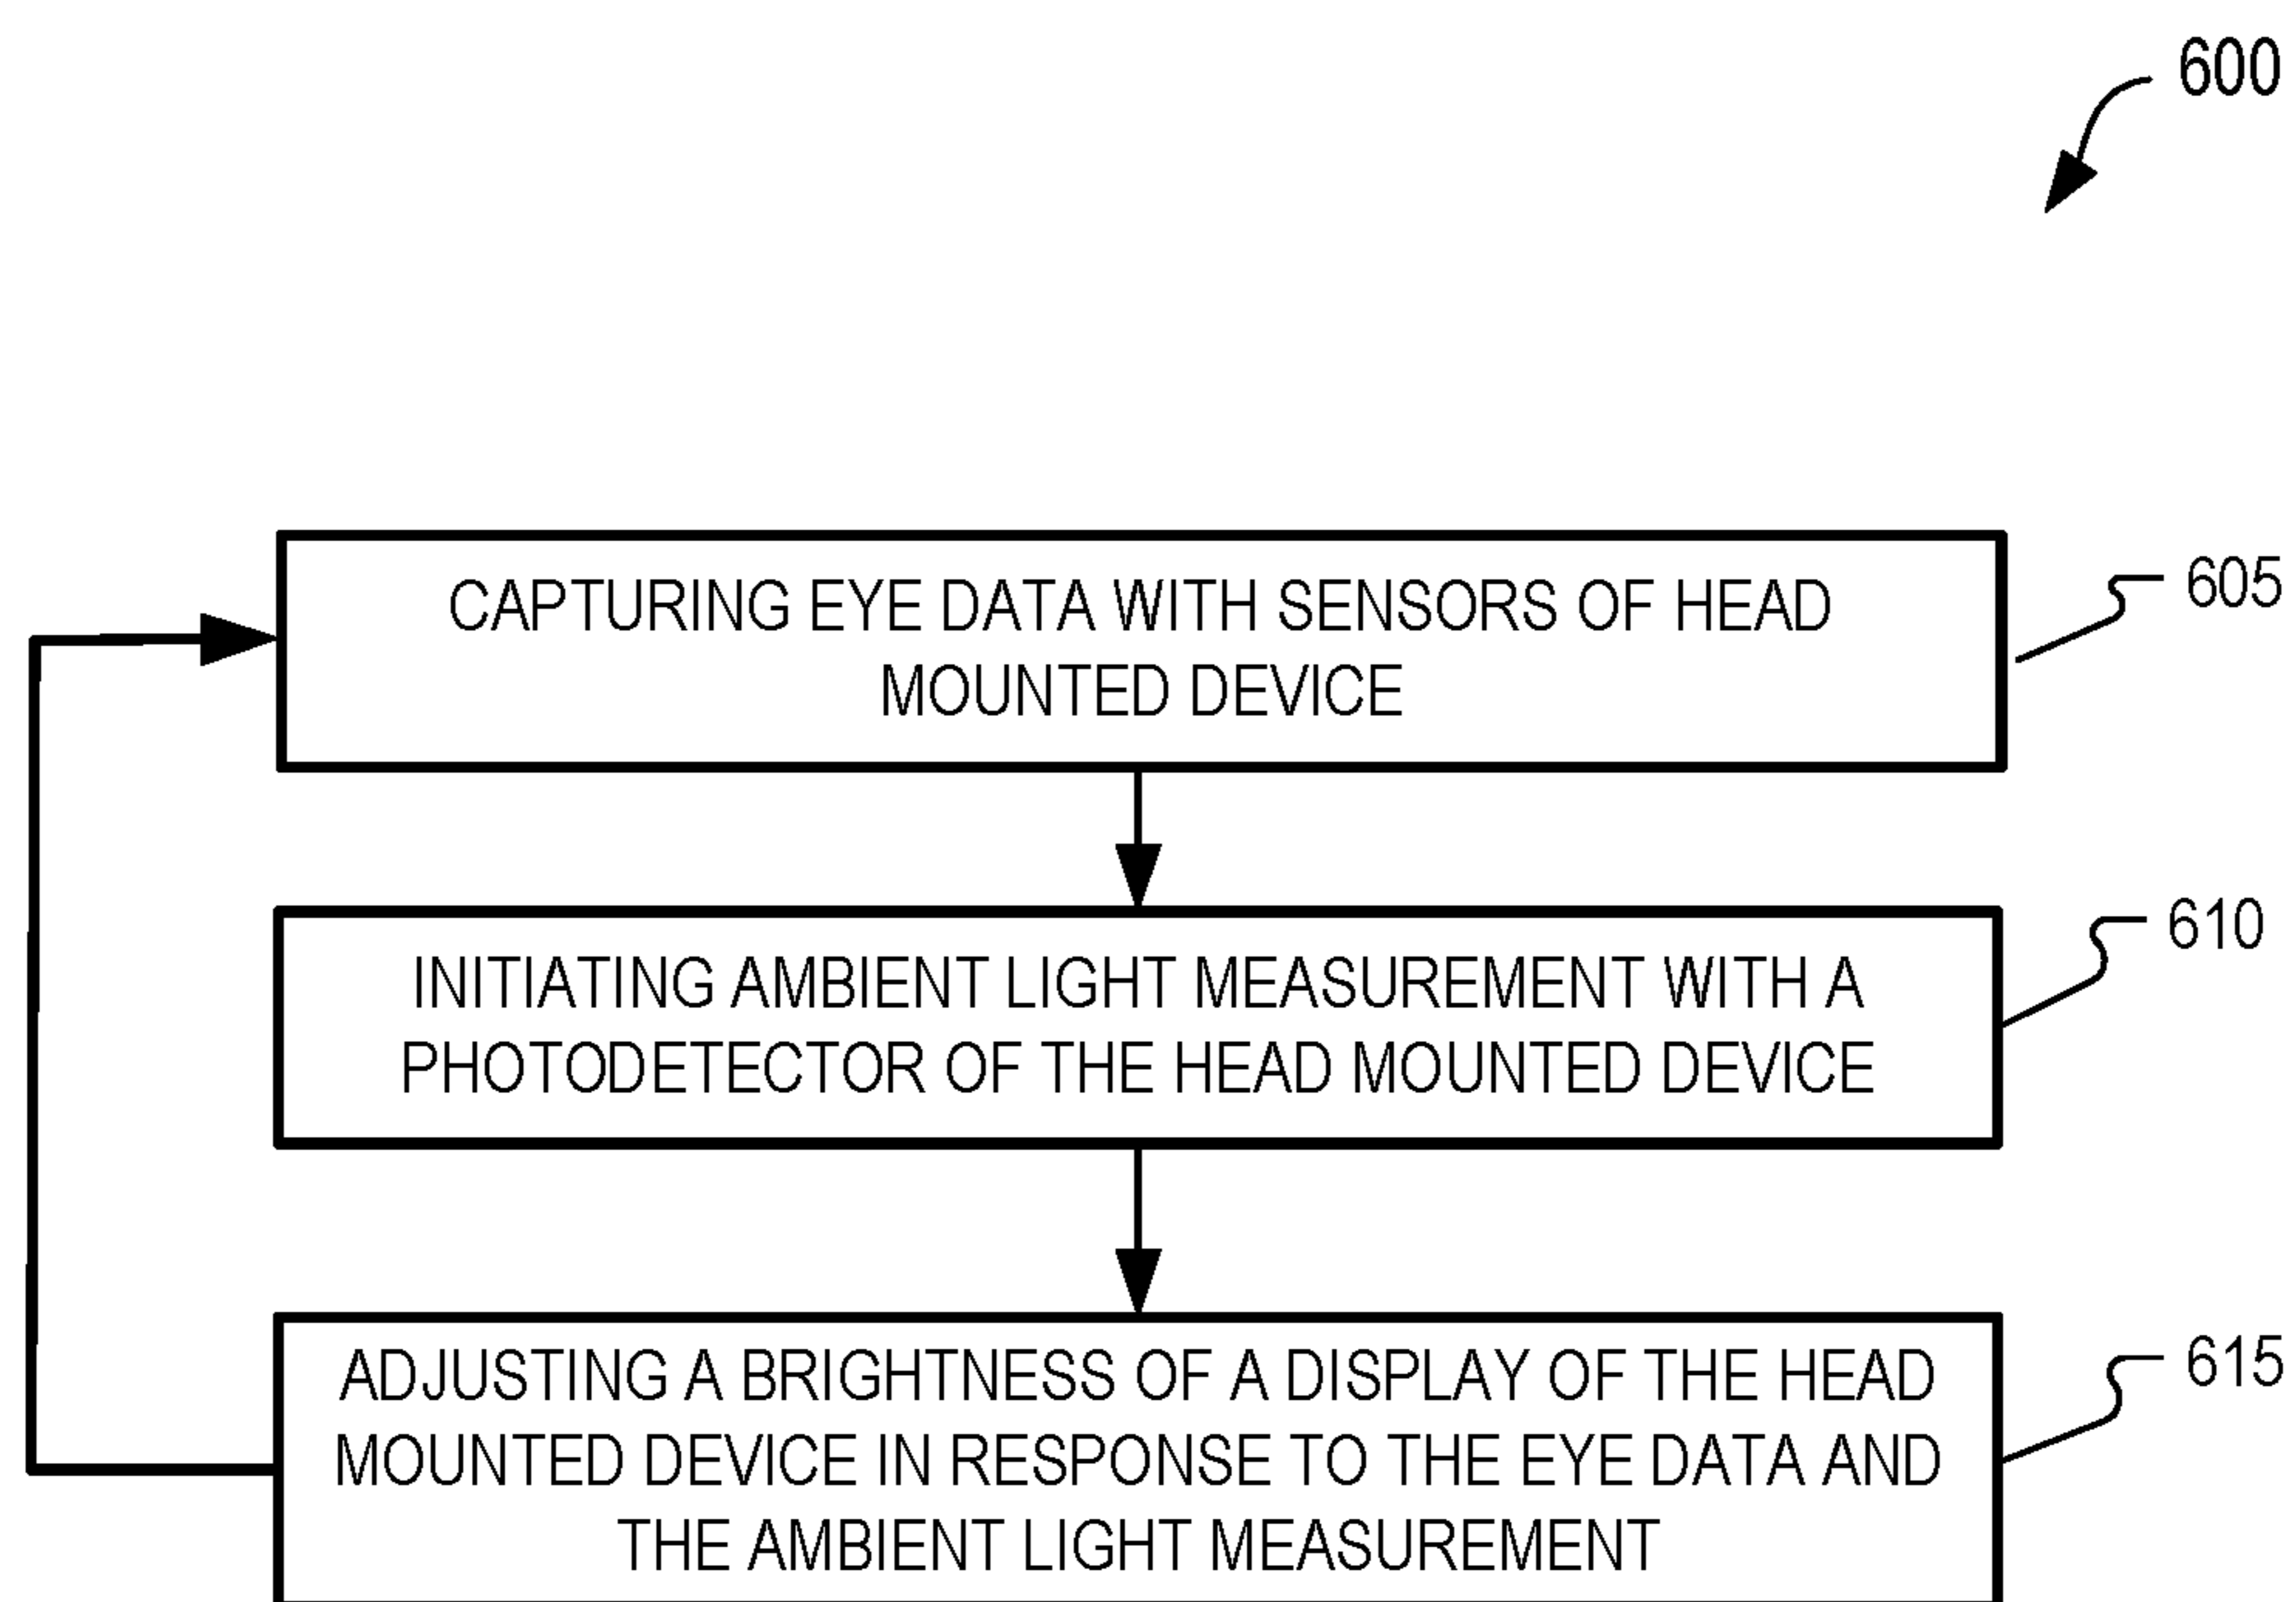 600
CAPTURING EYE DATA WITH SENSORS OF HEAD
MOUNTED DEVICE
605
INITIATING AMBIENT LIGHT MEASUREMENT WITH A
PHOTODETECTOR OF THE HEAD MOUNTED DEVICE
610
ADJUSTING A BRIGHTNESS OF A DISPLAY OF THE HEAD
MOUNTED DEVICE IN RESPONSE TO THE EYE DATA AND
THE AMBIENT LIGHT MEASUREMENT
615